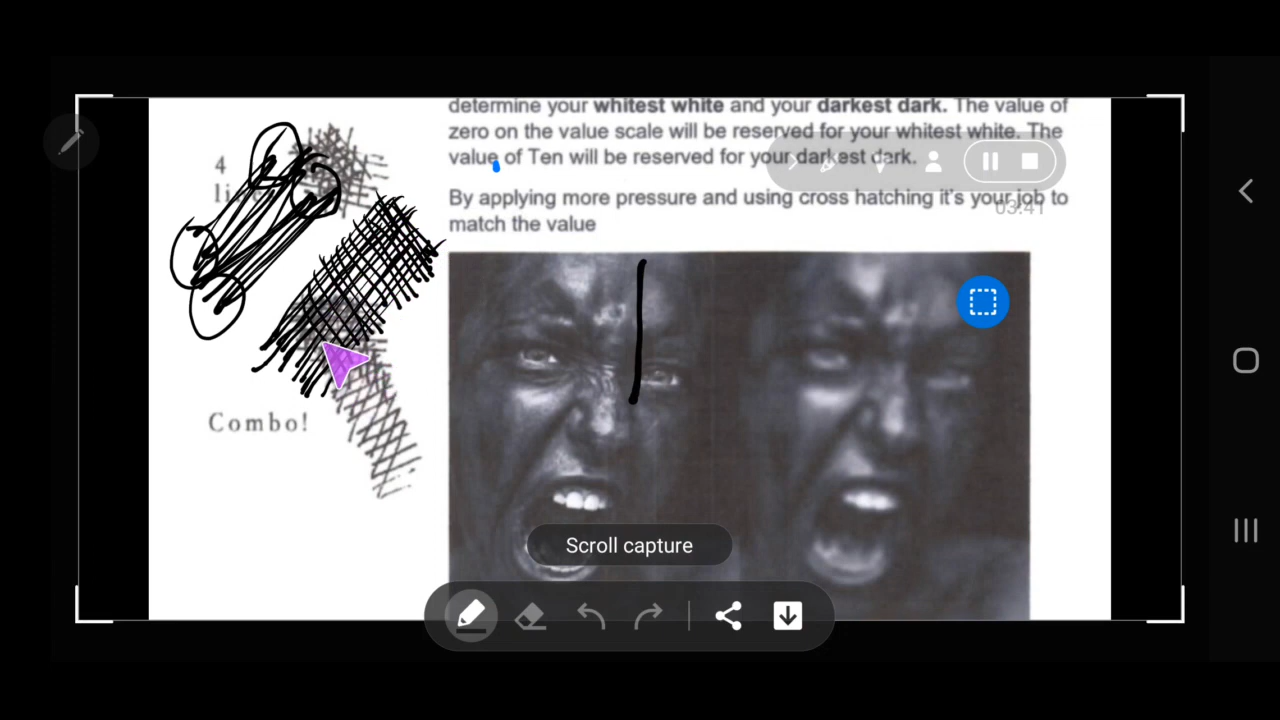 determine your whitest white and your darkest dark. The value of
zero on the value scale will be reserved for your whitest white. The
value of Ten will be reserved for your darkest dark.
By applying more pressure and using cross hatching it's your job to
match the value
03:41
4
Combo!
Scroll capture